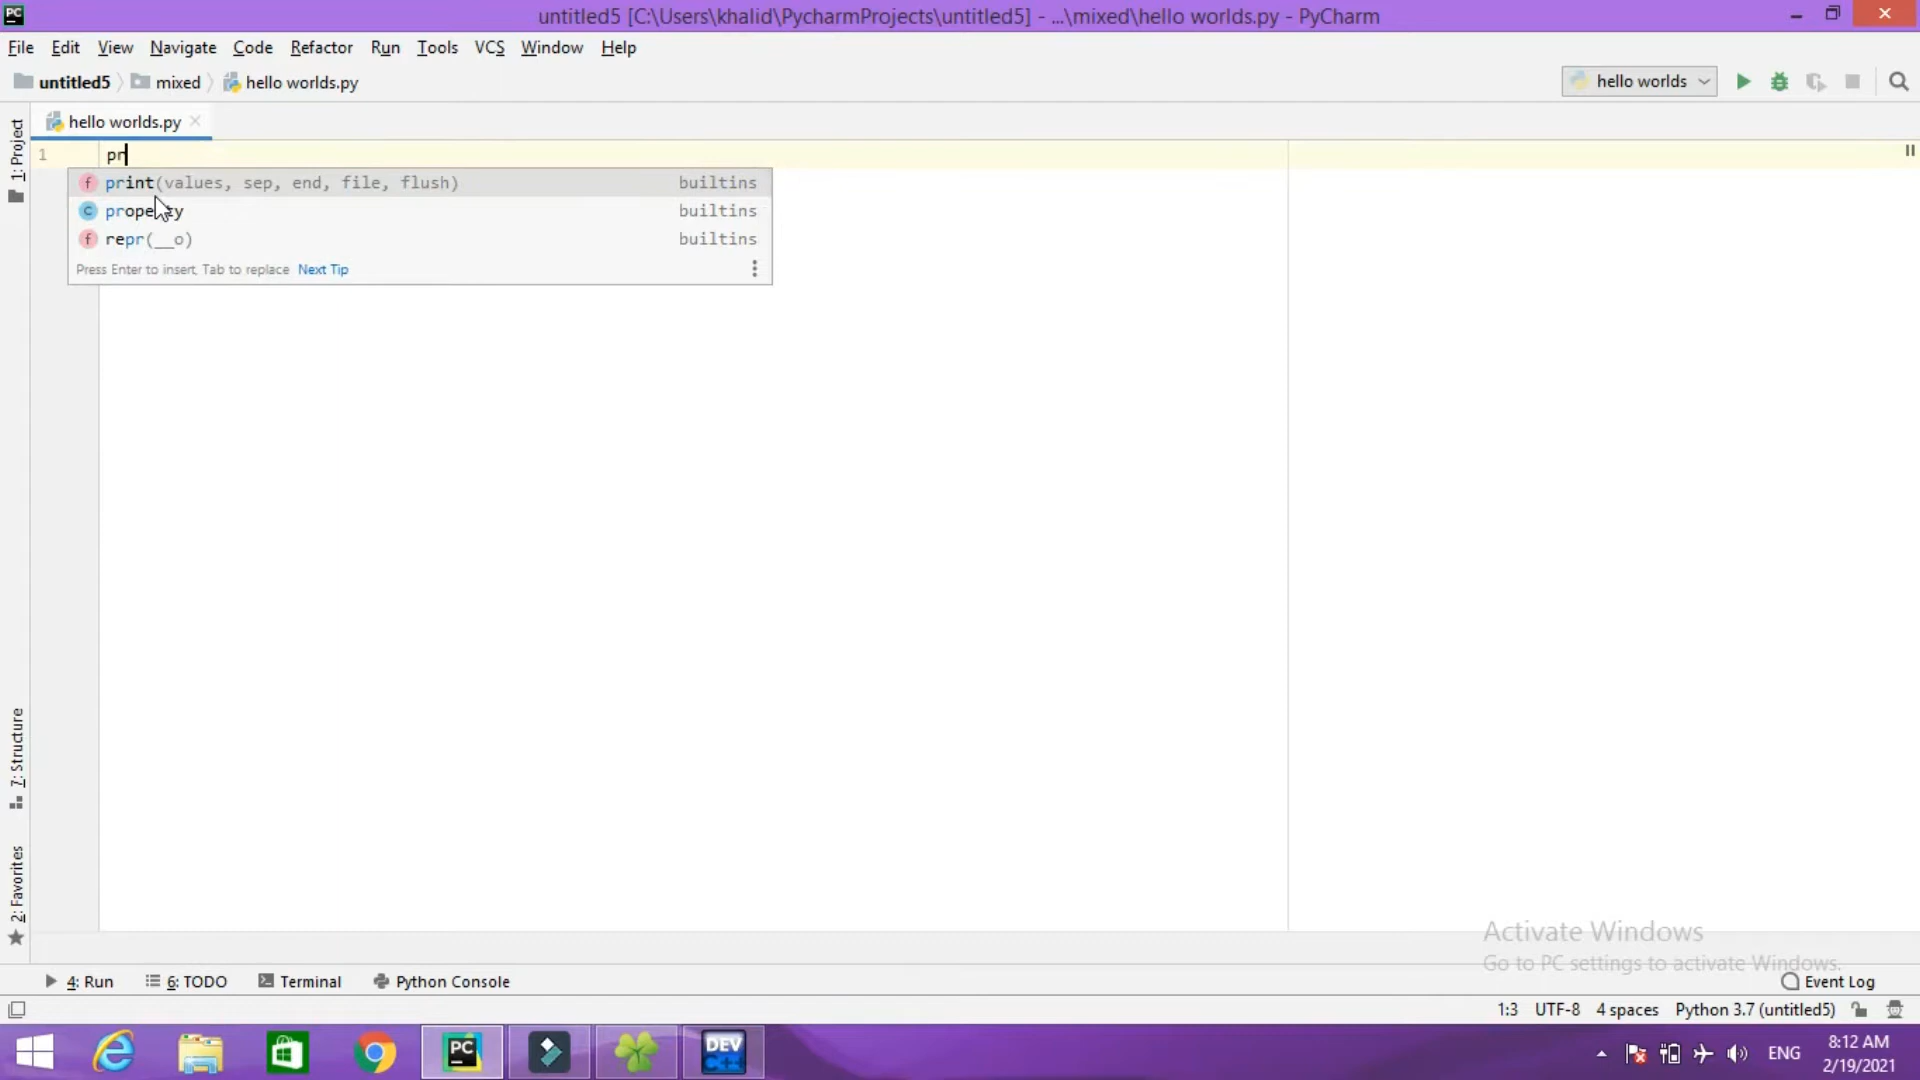 PC untitled5 [C:\Users\khalid\PycharmProjects\untitled5] - ...\mixed\hello worlds.py - PyCharm
File Edit View Navigate Code Refactor Run Tools VCS Window Help
untitled5 mixed hello worlds.py hello worlds
hello worlds.py
1: Project
1 pr
print(values, sep, end, file, flush) builtins
property builtins
repr(__o) builtins
Press Enter to insert, Tab to replace Next Tip
7: Structure
2: Favorites
Activate Windows
Go to PC settings to activate Windows.
4: Run 6: TODO Terminal Python Console Event Log
1:3 UTF-8 4 spaces Python 3.7 (untitled5)
PC DEV C++ ENG 8:12 AM
2/19/2021